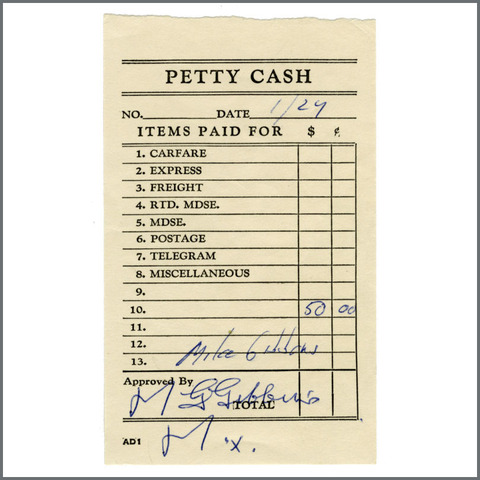 PETTY CASH
NO. DATE 1/27
ITEMS PAID FOR $ ¢
1. CARFARE
2. EXPRESS
3. FREIGHT
4. RTD. MDSE.
5. MDSE.
6. POSTAGE
7. TELEGRAM
8. MISCELLANEOUS
9.
10. 50 00
11.
12.
13. Mike Gibbons
Approved By
M G Gibbons
TOTAL
AD1 M x.